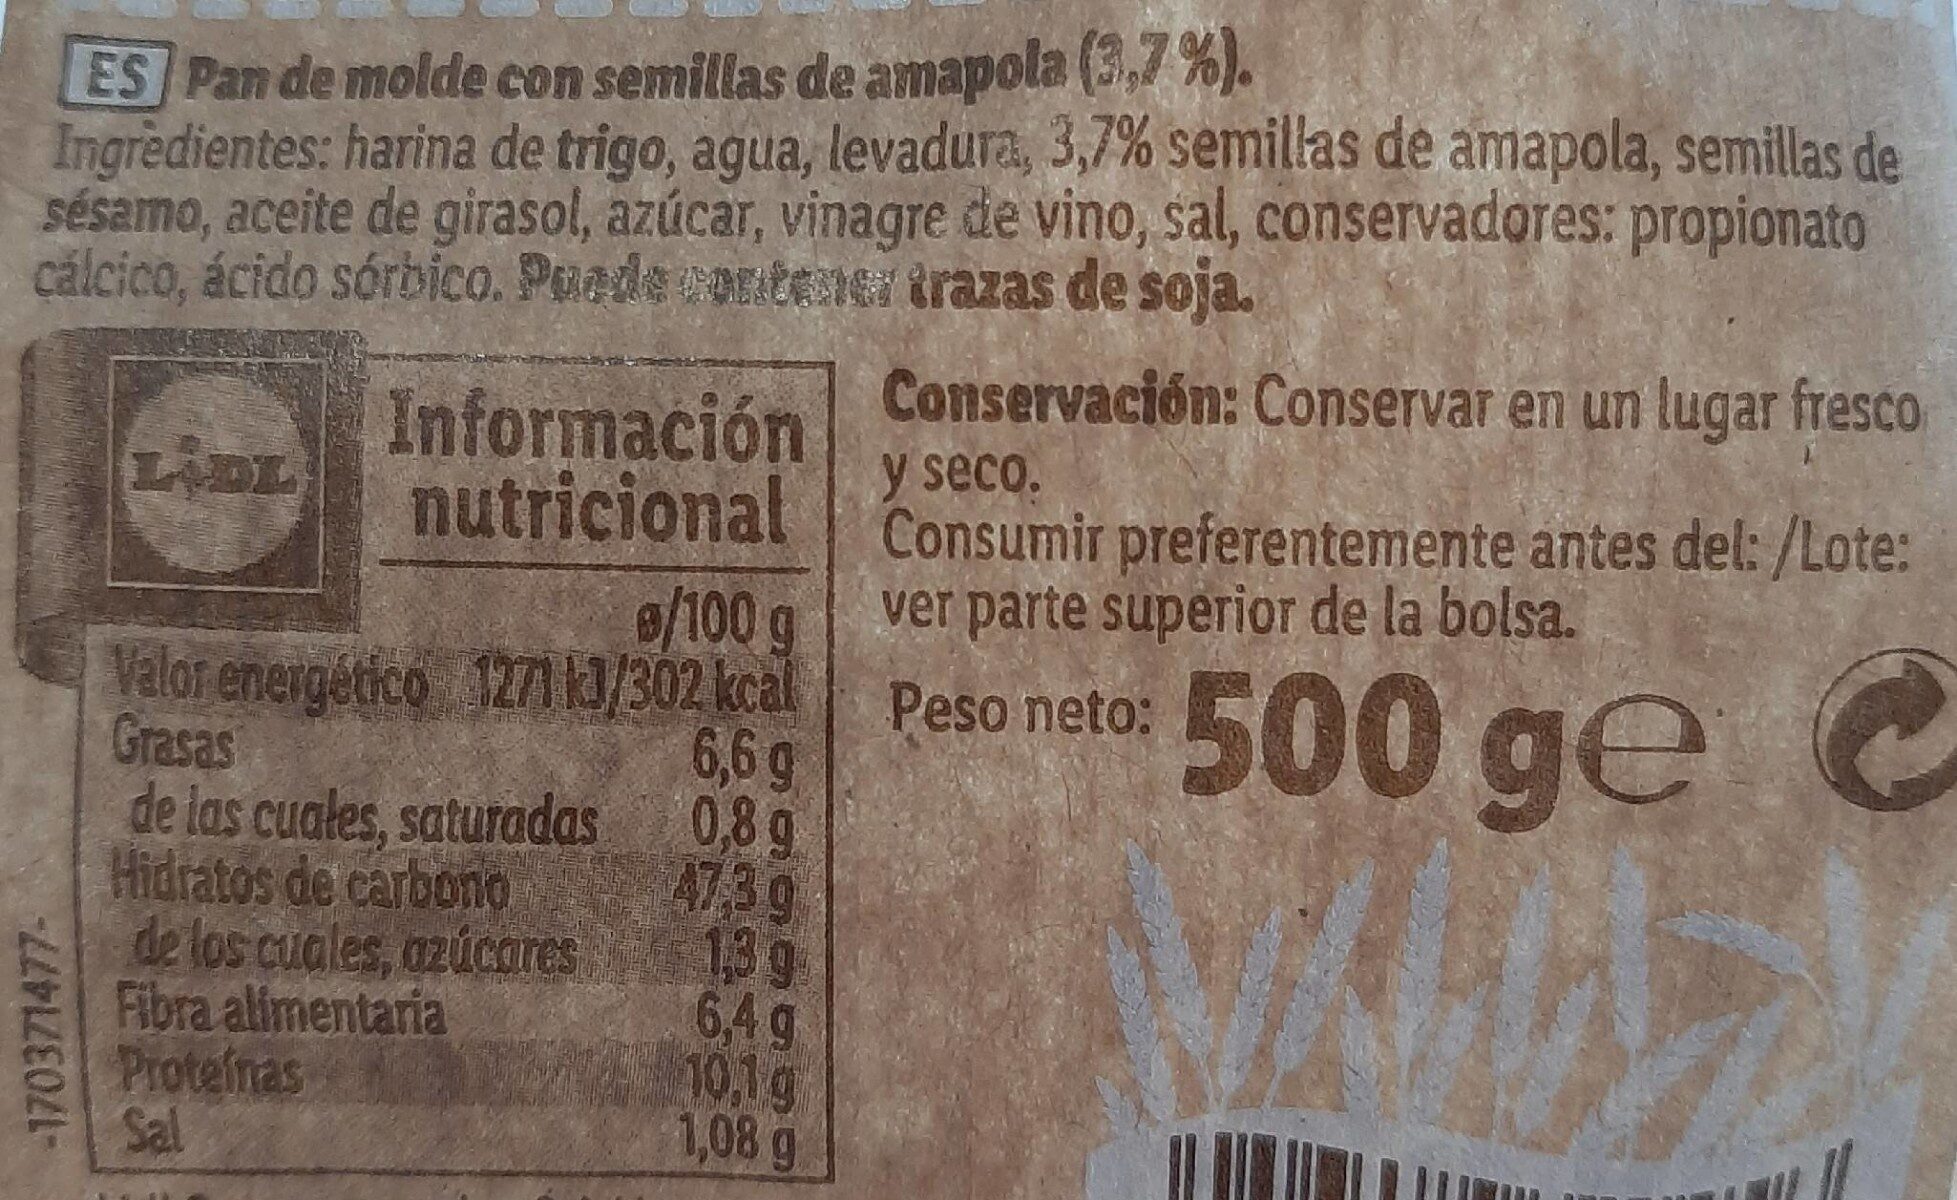 ES Pan de molde con semillas de amapola (3,7 %).
Ingredientes: harina de trigo, agua, levadura, 3,7% semillas de amapola, semillas de
sésamo, aceite de girasol, azúcar, vinagre de vino, sal, conservadores: propionato
cálcico, ácido sórbico. Puede contener trazas de soja.
LIDL
Información
nutricional
ø/100 g
Valor energético 1271 kJ/302 kcal
Grasas 6,6 g
de las cuales, saturadas 0,8 g
Hidratos de carbono 47,3 g
de los cuales, azúcares 1,3 g
Fibra alimentaria 6,4 g
Proteínas 10,1 g
Sal 1,08 g
-170371477-
Conservación: Conservar en un lugar fresco
y seco.
Consumir preferentemente antes del: /Lote:
ver parte superior de la bolsa.
Peso neto: 500 g e